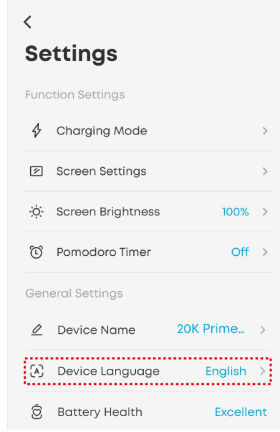 Settings
Function Settings
Charging Mode
Screen Settings
Screen Brightness 100%
Pomodoro Timer Off
General Settings
Device Name 20K Prime...
Device Language English
Battery Health Excellent